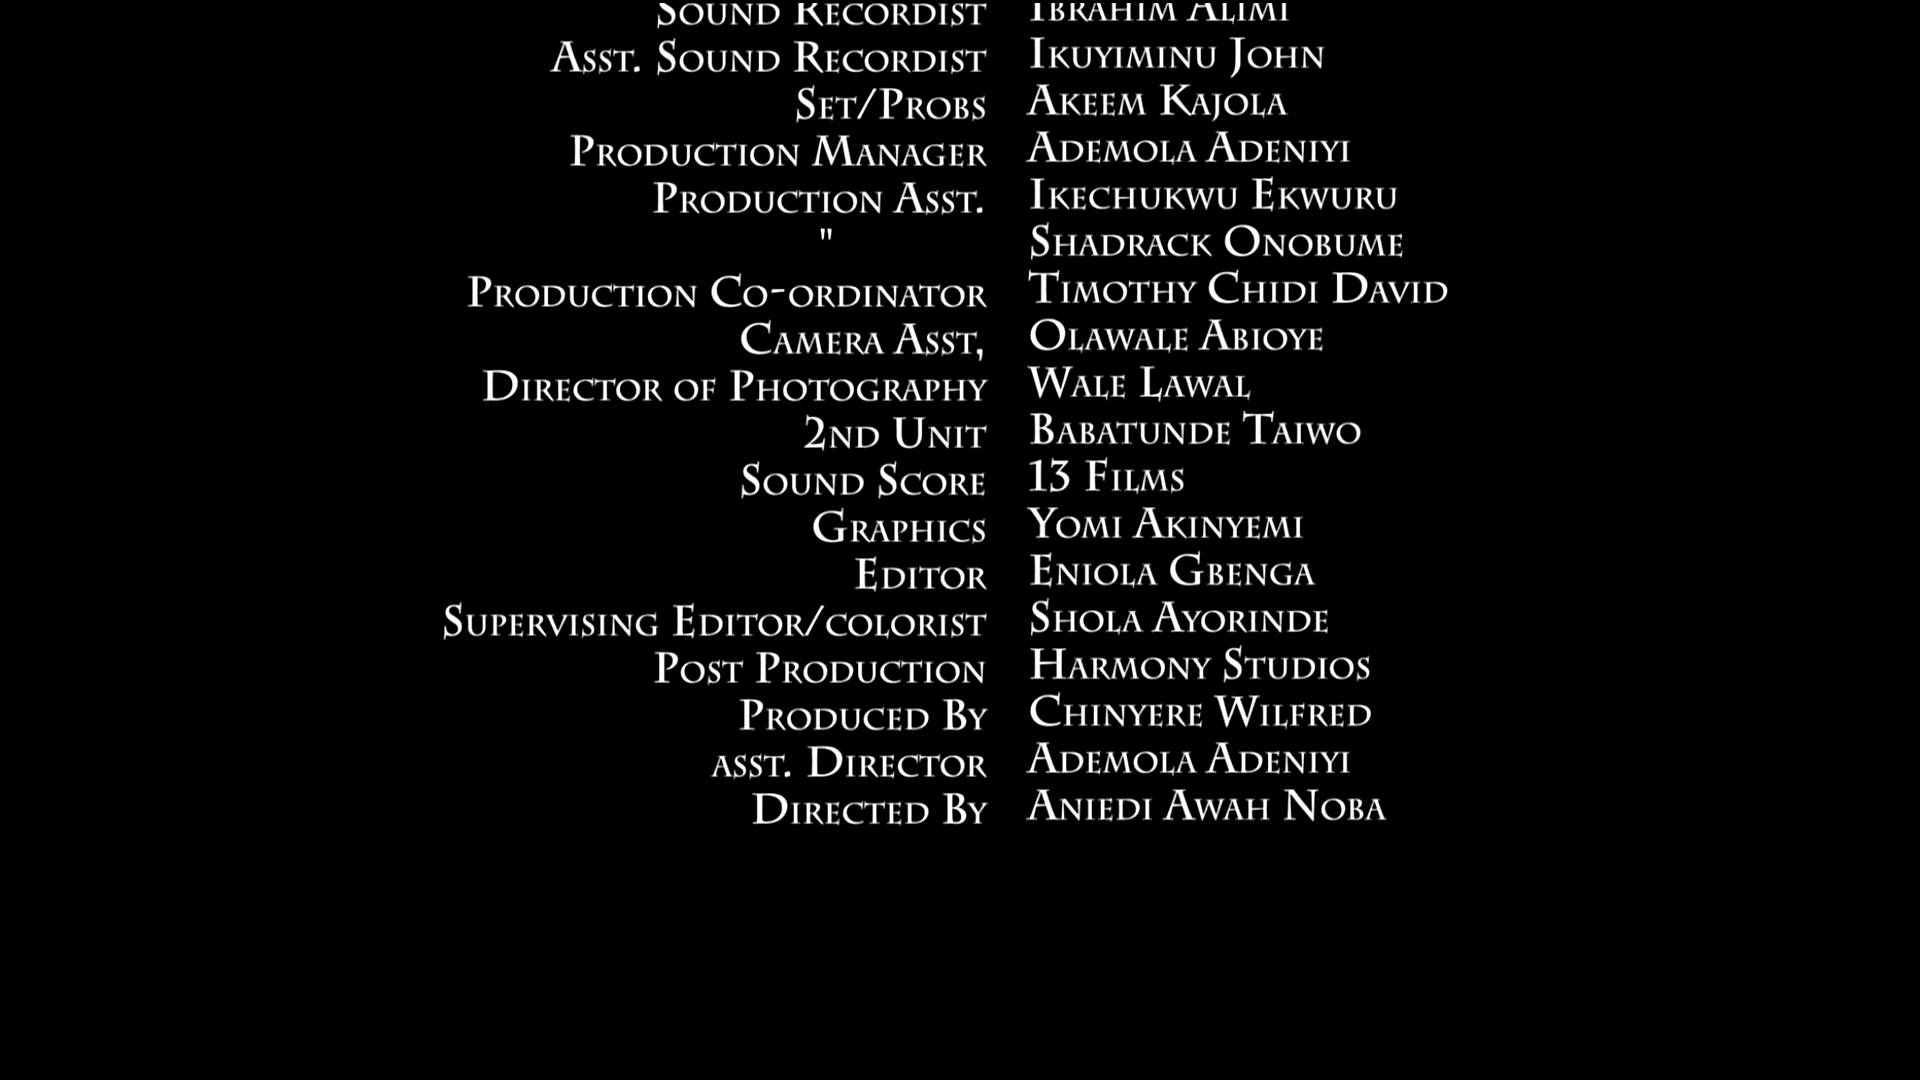 Sound Recordist Ibrahim Alimi
Asst. Sound Recordist Ikuyiminu John
Set/Probs Akeem Kajola
Production Manager Ademola Adeniyi
Production Asst. Ikechukwu Ekwuru
" Shadrack Onobume
Production Co-ordinator Timothy Chidi David
Camera Asst, Olawale Abioye
Director of Photography Wale Lawal
2nd Unit Babatunde Taiwo
Sound Score 13 Films
Graphics Yomi Akinyemi
Editor Eniola Gbenga
Supervising Editor/colorist Shola Ayorinde
Post Production Harmony Studios
Produced By Chinyere Wilfred
asst. Director Ademola Adeniyi
Directed By Aniedi Awah Noba